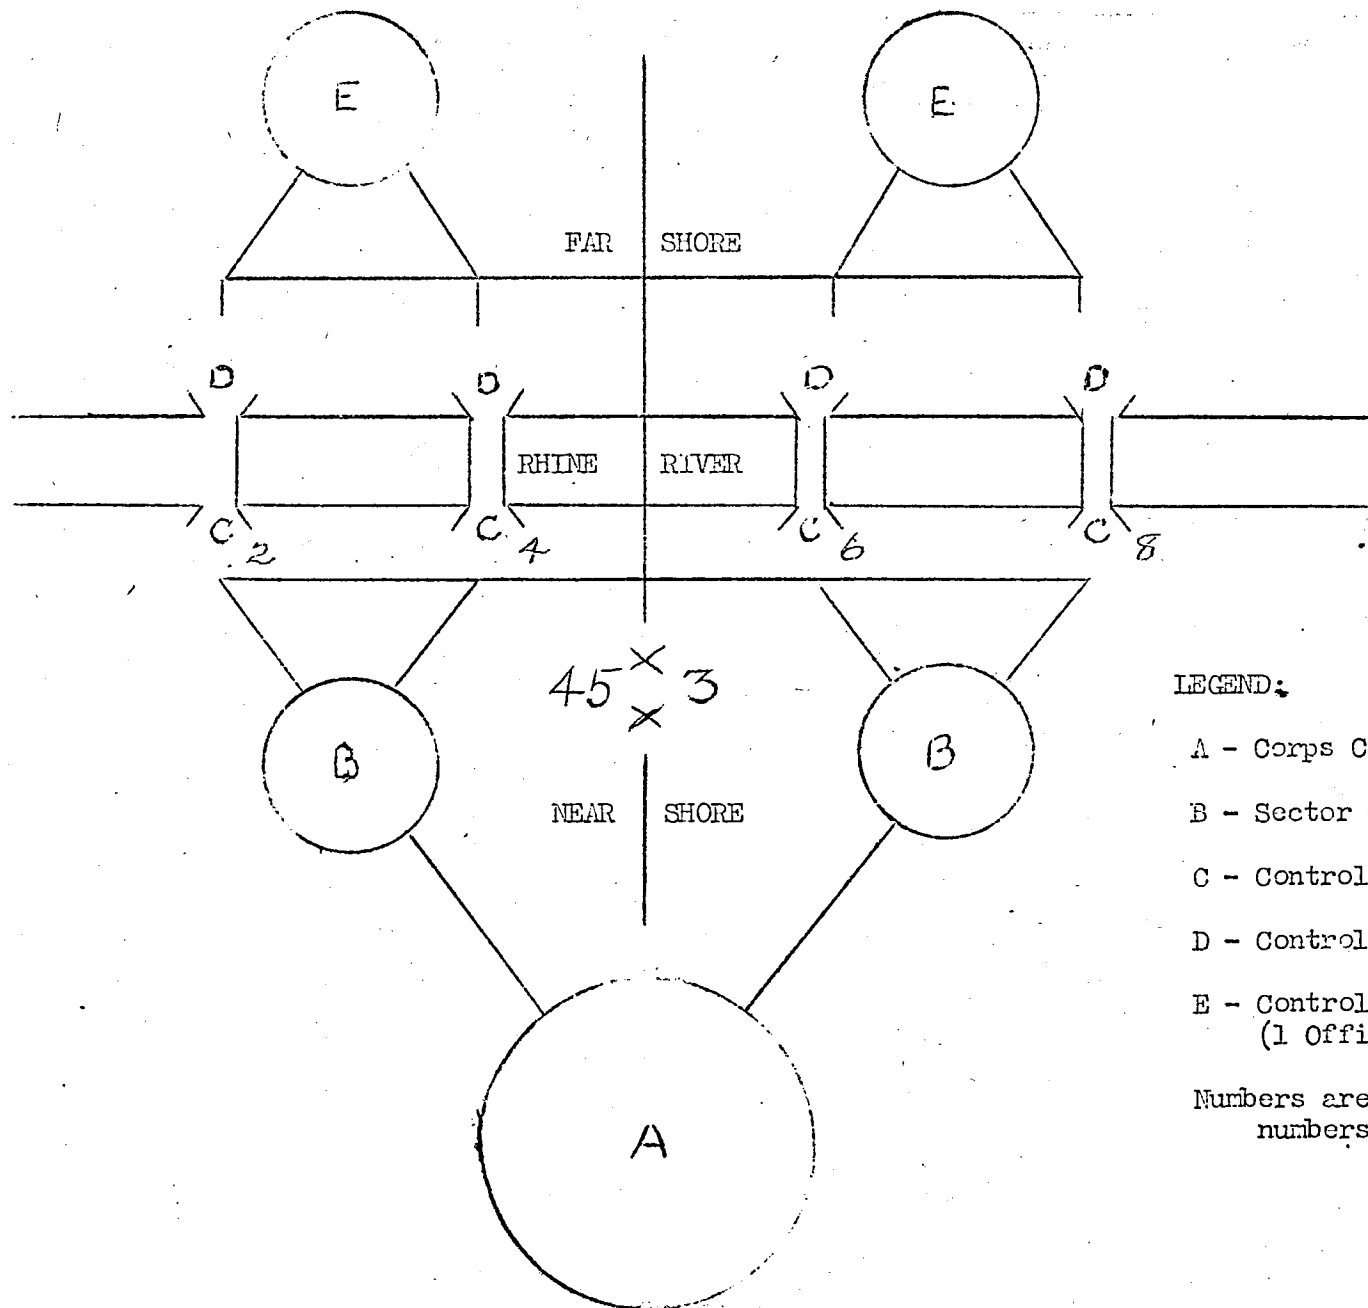 E E
FAR SHORE
D D D D
RHINE RIVER
C 2 C 4 C 6 C 8
45 × 3
×
B B
NEAR SHORE
A
LEGEND:
A - Corps C
B - Sector
C - Control
D - Control
E - Control
(1 Offi
Numbers are
numbers